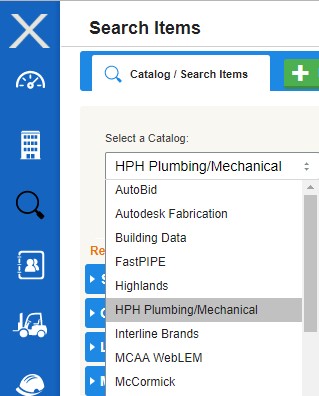 Search Items
Catalog / Search Items
Select a Catalog:
HPH Plumbing/Mechanical
AutoBid
Autodesk Fabrication
Building Data
FastPIPE
Highlands
HPH Plumbing/Mechanical
Interline Brands
MCAA WebLEM
McCormick